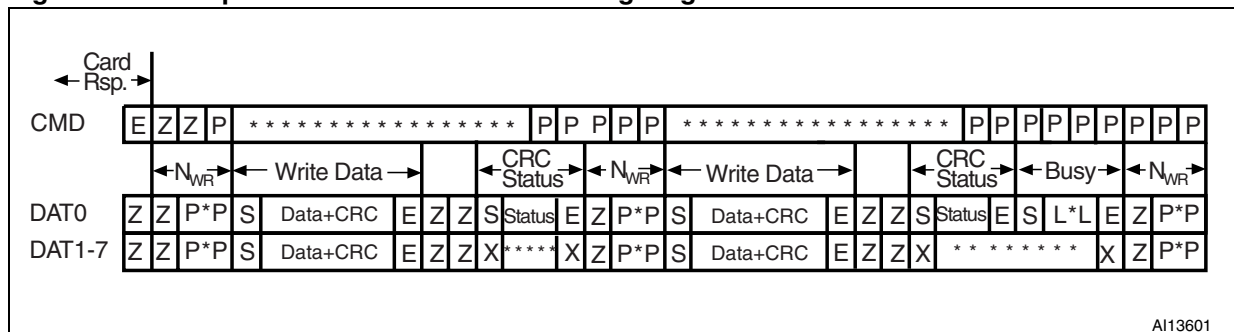 Card
Rsp.
CMD E Z Z P * * * * * * * * * * * * * * * * * P P P P P * * * * * * * * * * * * * * * * * P P P P P P P P P
N_WR Write Data CRC Status N_WR Write Data CRC Status Busy N_WR
DAT0 Z Z P*P S Data+CRC E Z Z S Status E Z P*P S Data+CRC E Z Z S Status E S L*L E Z P*P
DAT1-7 Z Z P*P S Data+CRC E Z Z X ***** X Z P*P S Data+CRC E Z Z X * * * * * * * * X Z P*P
AI13601